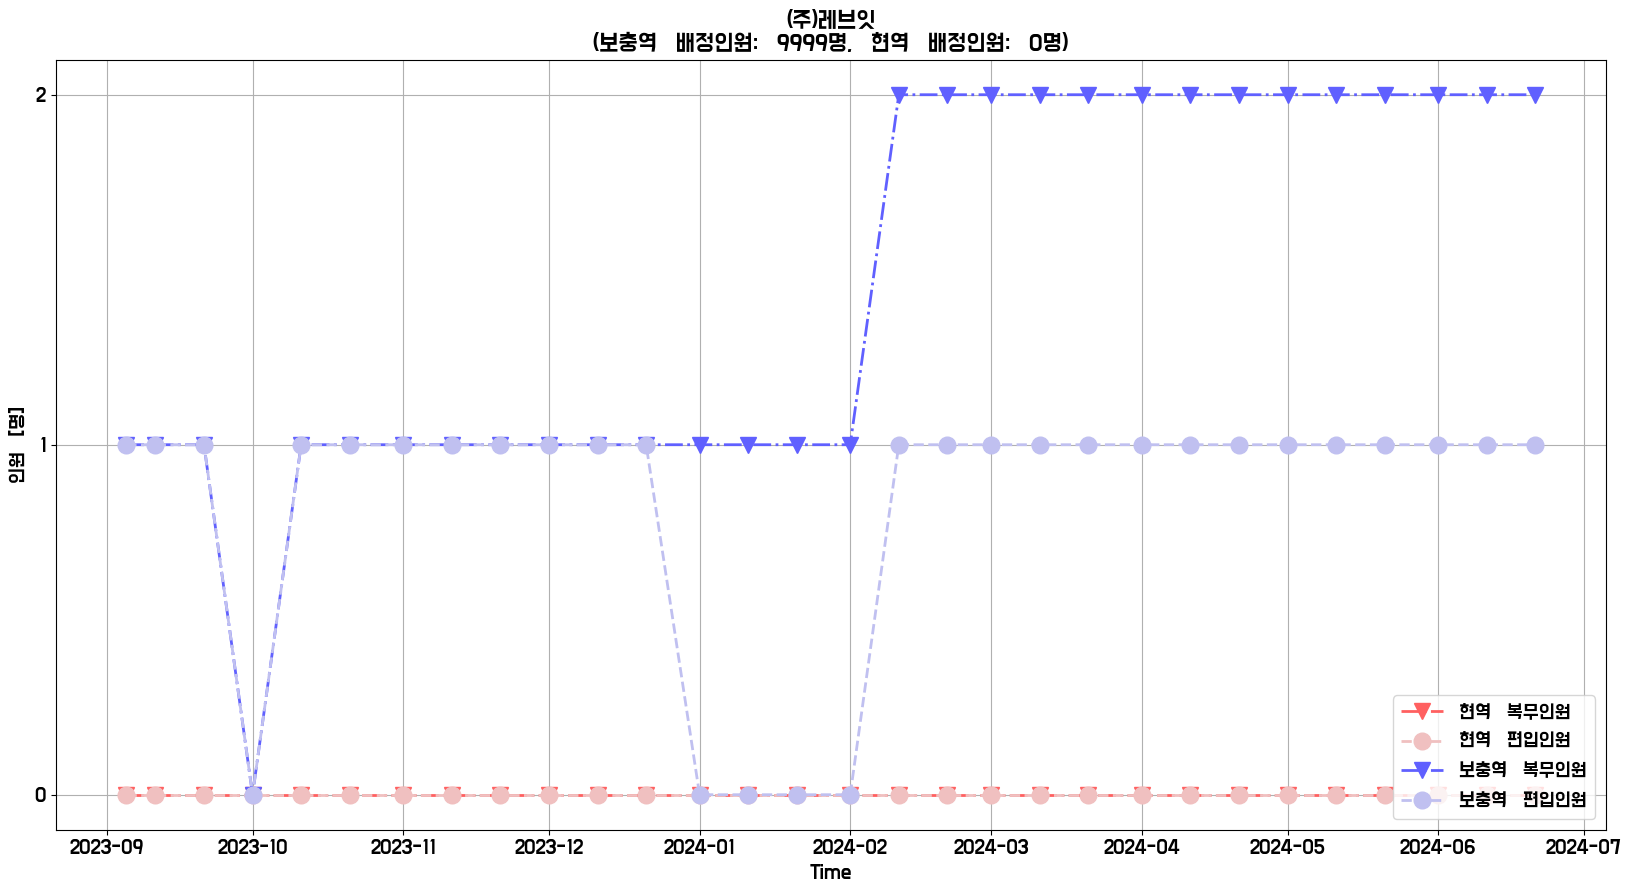 (주)레브잇
(보충역 배정인원: 9999명, 현역 배정인원: 0명)
2
1
0
인원 [명]
현역 복무인원
현역 편입인원
보충역 복무인원
보충역 편입인원
2023-09 2023-10 2023-11 2023-12 2024-01 2024-02 2024-03 2024-04 2024-05 2024-06 2024-07
Time